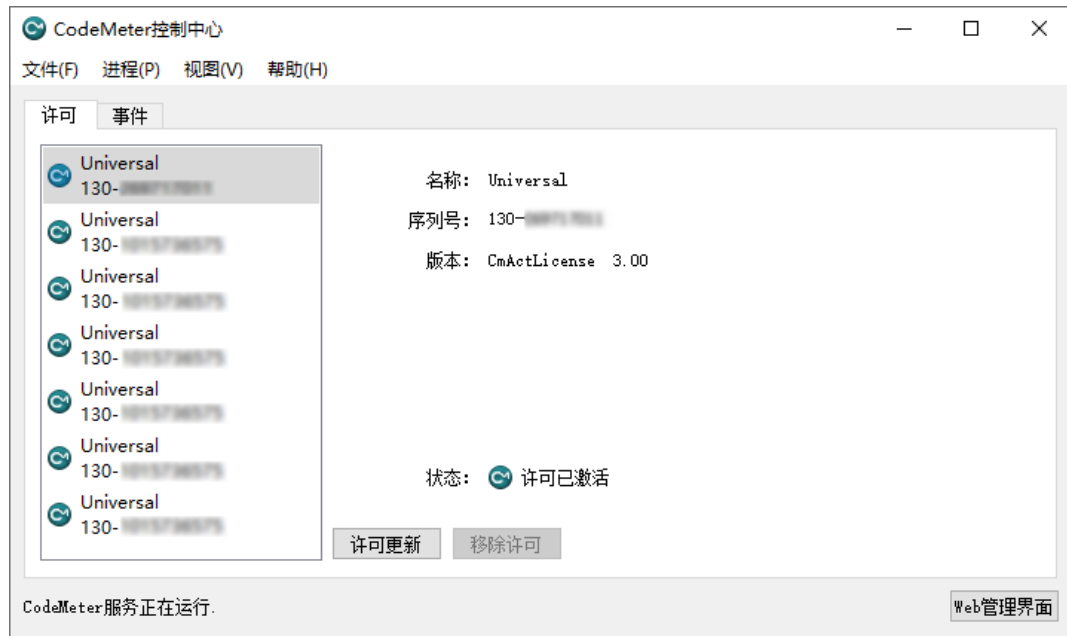 CodeMeter控制中心
文件(F) 进程(P) 视图(V) 帮助(H)
许可 事件
Universal
130-
Universal
130-
Universal
130-
Universal
130-
Universal
130-
Universal
130-
Universal
130-
名称: Universal
序列号: 130-
版本: CmActLicense 3.00
状态: 许可已激活
许可更新 移除许可
CodeMeter服务正在运行.
Web管理界面